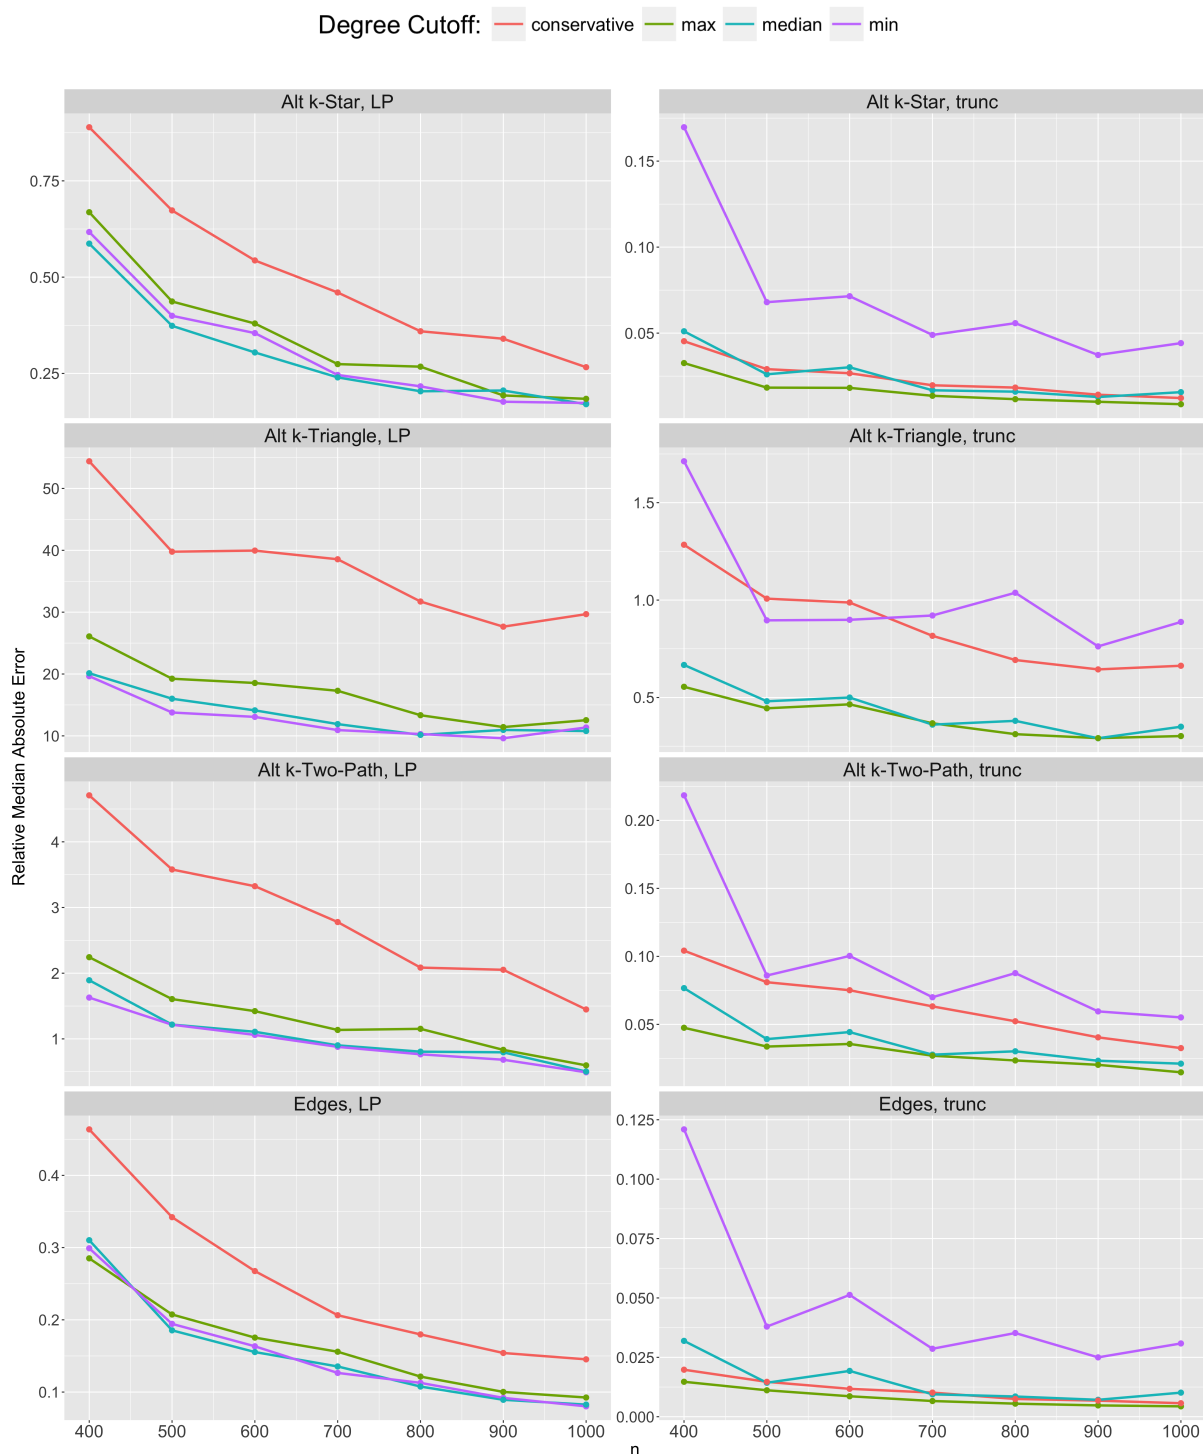 Degree Cutoff: conservative max median min
Alt k-Star, LP
Alt k-Star, trunc
0.75
0.50
0.25
0.15
0.10
0.05
Alt k-Triangle, LP
Alt k-Triangle, trunc
50
40
30
20
10
1.5
1.0
0.5
Alt k-Two-Path, LP
Alt k-Two-Path, trunc
4
3
2
1
0.20
0.15
0.10
0.05
Edges, LP
Edges, trunc
0.4
0.3
0.2
0.1
0.125
0.100
0.075
0.050
0.025
0.000
400 500 600 700 800 900 1000
400 500 600 700 800 900 1000
Relative Median Absolute Error
n